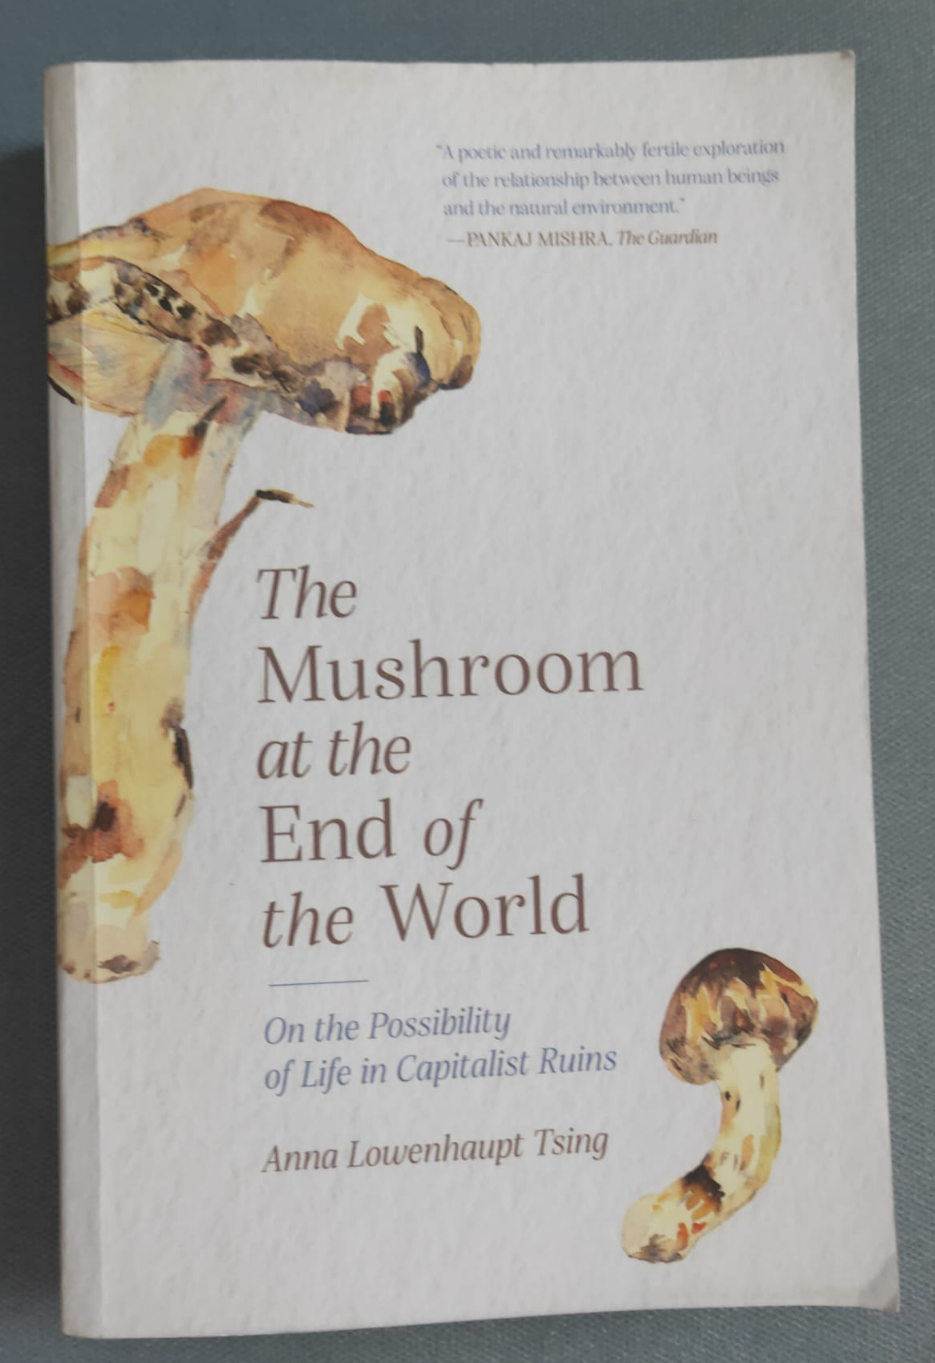 "A poetic and remarkably fertile exploration
of the relationship between human beings
and the natural environment."
—PANKAJ MISHRA, The Guardian
The
Mushroom
at the
End of
the World
On the Possibility
of Life in Capitalist Ruins
Anna Lowenhaupt Tsing